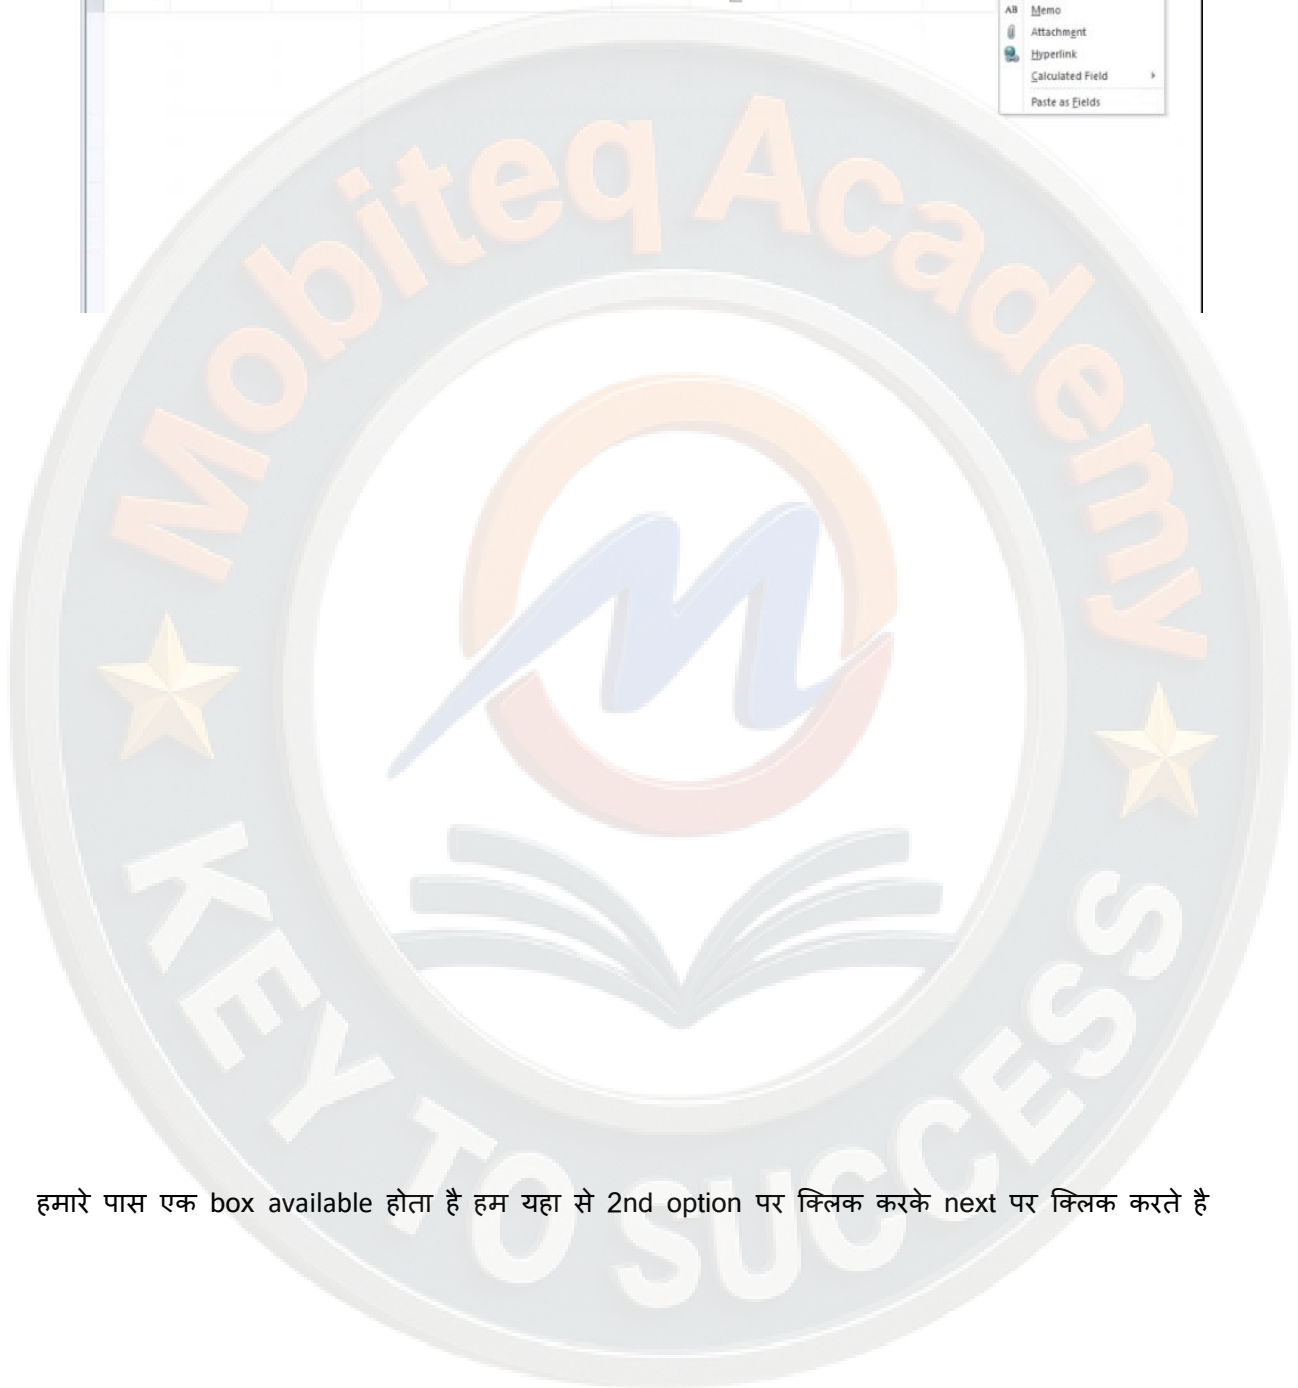 AB Memo
Attachment
Hyperlink
Calculated Field
Paste as Fields
Mobiteq Academy
KEY TO SUCCESS
हमारे पास एक box available होता है हम यहा से 2nd option पर क्लिक करके next पर क्लिक करते है